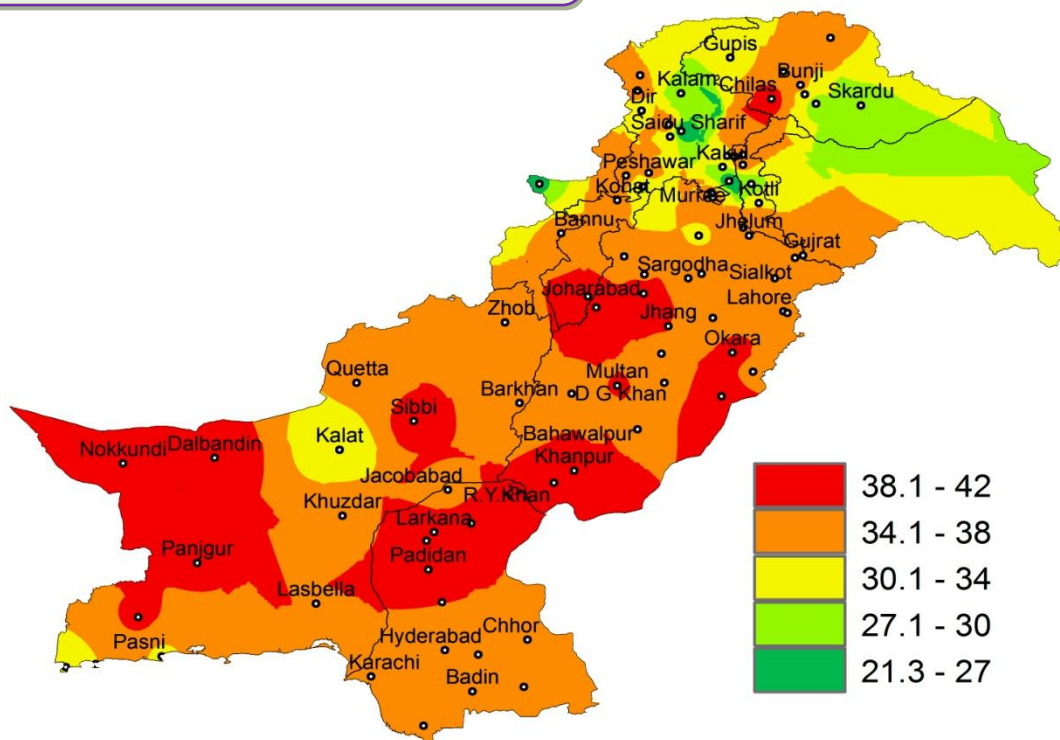 Gupis
Kalam
Chilas
Bunji
Skardu
Dir
Saidu Sharif
Peshawar
Kakul
Kohat
Murree
Kotli
Bannu
Jhelum
Gujrat
Sargodha
Sialkot
Joharabad
Lahore
Zhob
Jhang
Okara
Quetta
Multan
Barkhan
D G Khan
Sibbi
Bahawalpur
Kalat
Nokkundi
Dalbandin
Khanpur
Jacobabad
R.Y.Khan
Khuzdar
Larkana
Padidan
Panjgur
Lasbella
Pasni
Hyderabad
Chhor
Karachi
Badin
38.1 - 42
34.1 - 38
30.1 - 34
27.1 - 30
21.3 - 27